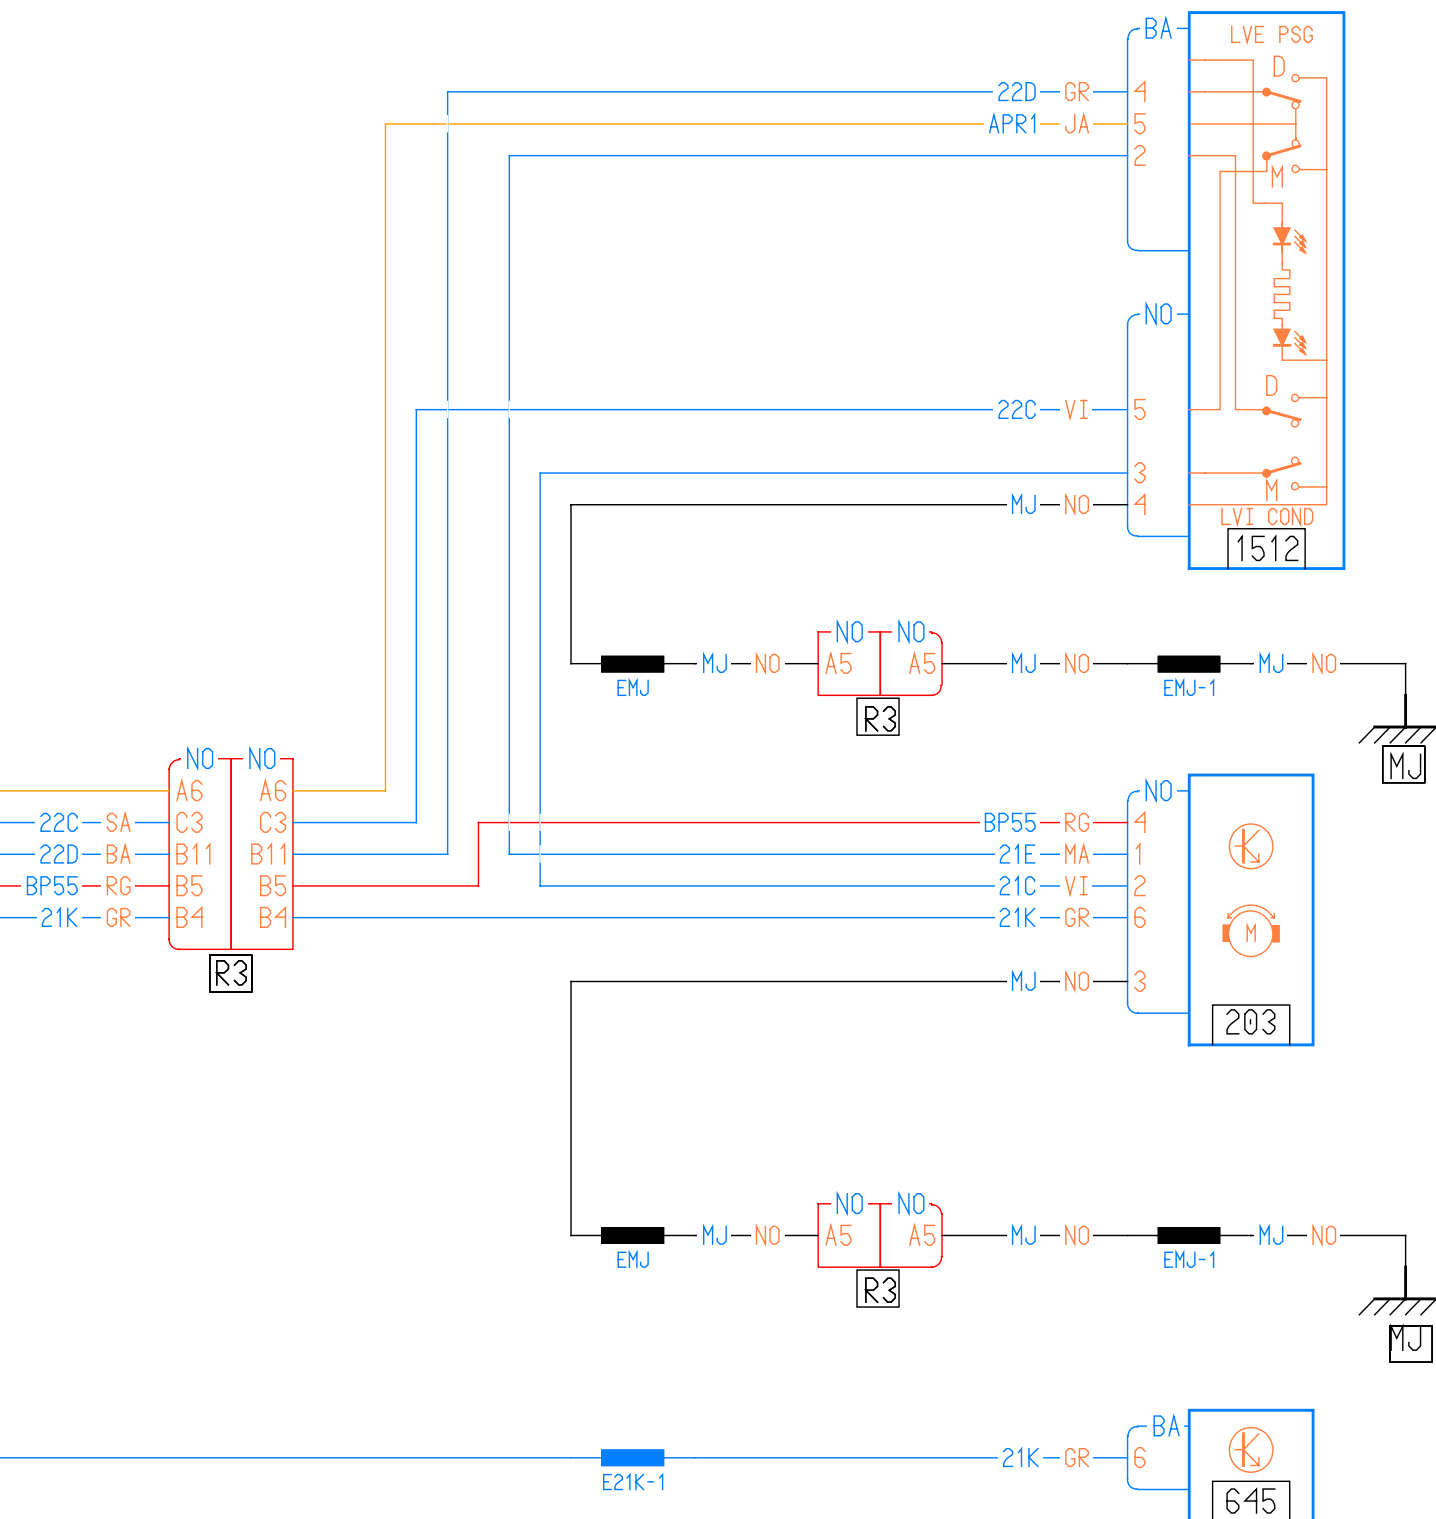 BA LVE PSG
D
22D GR 4
APR1 JA 5
2
M
NO
D
22C VI 5
3
M
MJ NO 4
LVI COND
1512
NO NO
MJ NO A5 A5 MJ NO MJ NO
EMJ EMJ-1
R3
MJ
NO NO
A6 A6
22C SA C3 C3
22D BA B11 B11
BP55 RG B5 B5
21K GR B4 B4
R3
NO
BP55 RG 4
21E MA 1
21C VI 2
21K GR 6
M
MJ NO 3
203
NO NO
MJ NO A5 A5 MJ NO MJ NO
EMJ EMJ-1
R3
MJ
BA
21K GR 6
E21K-1
645